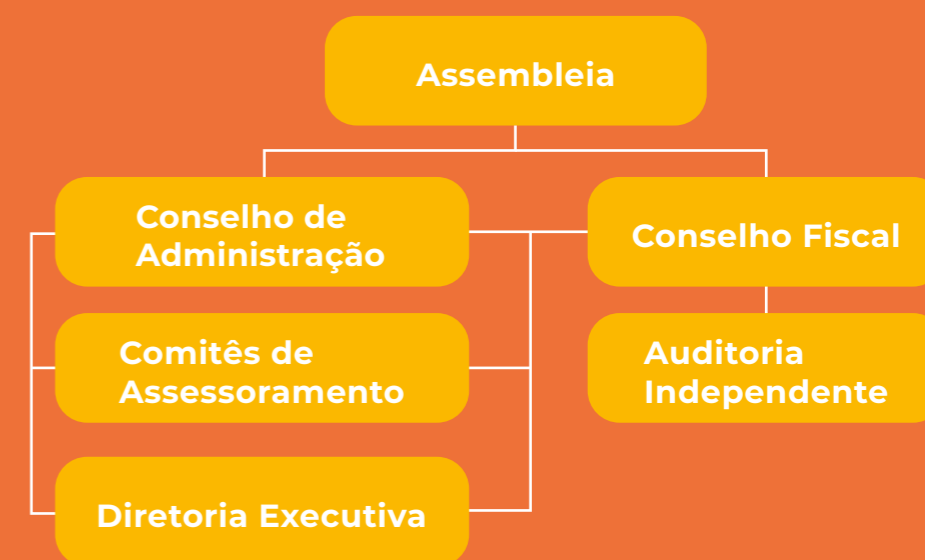 Assembleia
Conselho de
Administração
Conselho Fiscal
Comitês de
Assessoramento
Auditoria
Independente
Diretoria Executiva